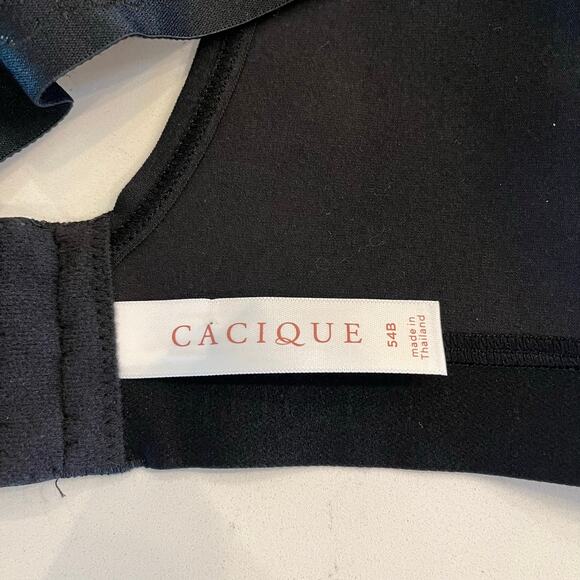 CACIQUE
54B
made in
Thailand